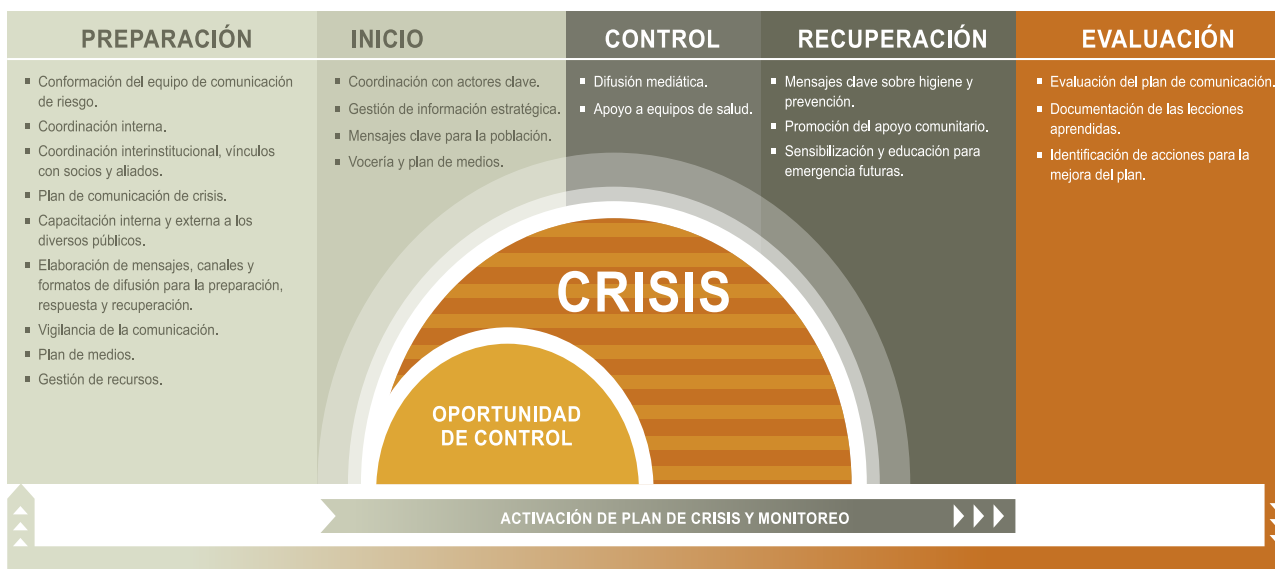 PREPARACIÓN
▪ Conformación del equipo de comunicación
de riesgo.
▪ Coordinación interna.
▪ Coordinación interinstitucional, vínculos
con socios y aliados.
▪ Plan de comunicación de crisis.
▪ Capacitación interna y externa a los
diversos públicos.
▪ Elaboración de mensajes, canales y
formatos de difusión para la preparación,
respuesta y recuperación.
▪ Vigilancia de la comunicación.
▪ Plan de medios.
▪ Gestión de recursos.
INICIO
▪ Coordinación con actores clave.
▪ Gestión de información estratégica.
▪ Mensajes clave para la población.
▪ Vocería y plan de medios.
CONTROL
▪ Difusión mediática.
▪ Apoyo a equipos de salud.
RECUPERACIÓN
▪ Mensajes clave sobre higiene y
prevención.
▪ Promoción del apoyo comunitario.
▪ Sensibilización y educación para
emergencia futuras.
EVALUACIÓN
▪ Evaluación del plan de comunicación.
▪ Documentación de las lecciones
aprendidas.
▪ Identificación de acciones para la
mejora del plan.
CRISIS
OPORTUNIDAD
DE CONTROL
ACTIVACIÓN DE PLAN DE CRISIS Y MONITOREO